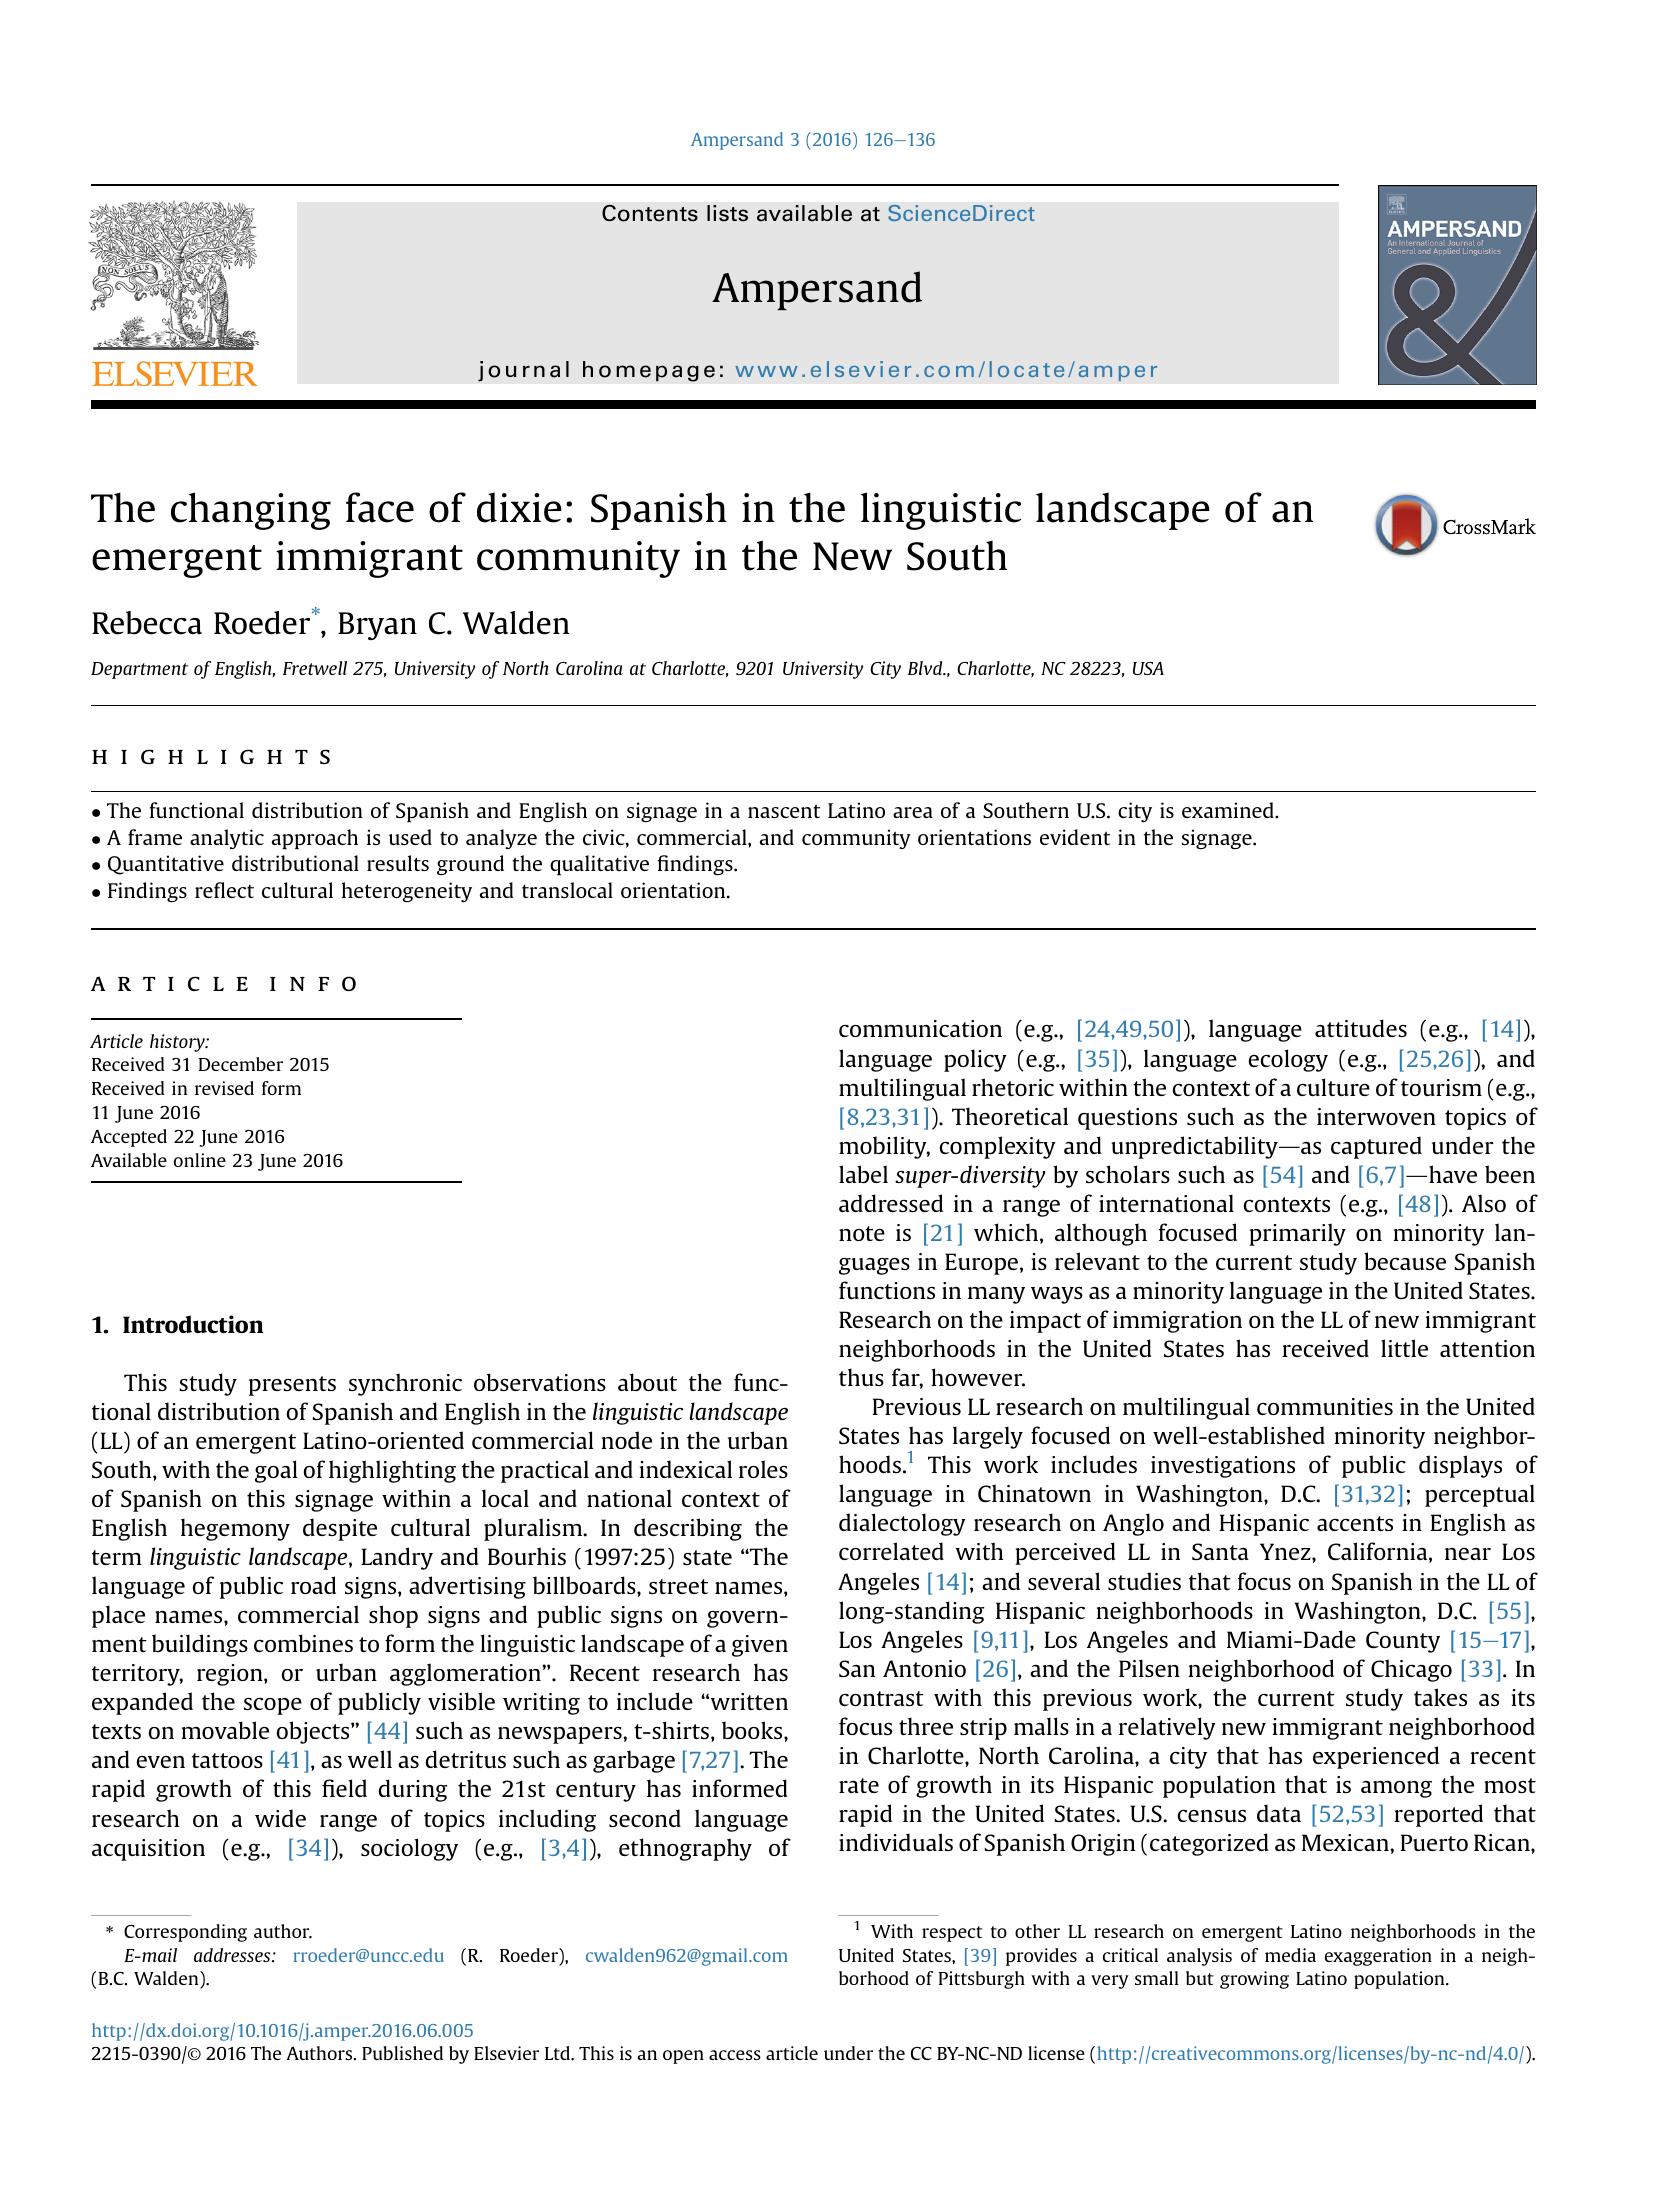 Ampersand 3 (2016) 126–136
NON SOLUS
ELSEVIER
Contents lists available at ScienceDirect
Ampersand
journal homepage: www.elsevier.com/locate/amper
AMPERSAND
An International Journal of
General and Applied Linguistics
&
The changing face of dixie: Spanish in the linguistic landscape of an
emergent immigrant community in the New South
CrossMark
Rebecca Roeder*, Bryan C. Walden
Department of English, Fretwell 275, University of North Carolina at Charlotte, 9201 University City Blvd., Charlotte, NC 28223, USA
HIGHLIGHTS
• The functional distribution of Spanish and English on signage in a nascent Latino area of a Southern U.S. city is examined.
• A frame analytic approach is used to analyze the civic, commercial, and community orientations evident in the signage.
• Quantitative distributional results ground the qualitative findings.
• Findings reflect cultural heterogeneity and translocal orientation.
ARTICLE INFO
Article history:
Received 31 December 2015
Received in revised form
11 June 2016
Accepted 22 June 2016
Available online 23 June 2016
1. Introduction
This study presents synchronic observations about the func-
tional distribution of Spanish and English in the linguistic landscape
(LL) of an emergent Latino-oriented commercial node in the urban
South, with the goal of highlighting the practical and indexical roles
of Spanish on this signage within a local and national context of
English hegemony despite cultural pluralism. In describing the
term linguistic landscape, Landry and Bourhis (1997:25) state “The
language of public road signs, advertising billboards, street names,
place names, commercial shop signs and public signs on govern-
ment buildings combines to form the linguistic landscape of a given
territory, region, or urban agglomeration”. Recent research has
expanded the scope of publicly visible writing to include “written
texts on movable objects” [44] such as newspapers, t-shirts, books,
and even tattoos [41], as well as detritus such as garbage [7,27]. The
rapid growth of this field during the 21st century has informed
research on a wide range of topics including second language
acquisition (e.g., [34]), sociology (e.g., [3,4]), ethnography of
communication (e.g., [24,49,50]), language attitudes (e.g., [14]),
language policy (e.g., [35]), language ecology (e.g., [25,26]), and
multilingual rhetoric within the context of a culture of tourism (e.g.,
[8,23,31]). Theoretical questions such as the interwoven topics of
mobility, complexity and unpredictability—as captured under the
label super-diversity by scholars such as [54] and [6,7]—have been
addressed in a range of international contexts (e.g., [48]). Also of
note is [21] which, although focused primarily on minority lan-
guages in Europe, is relevant to the current study because Spanish
functions in many ways as a minority language in the United States.
Research on the impact of immigration on the LL of new immigrant
neighborhoods in the United States has received little attention
thus far, however.
Previous LL research on multilingual communities in the United
States has largely focused on well-established minority neighbor-
hoods.1 This work includes investigations of public displays of
language in Chinatown in Washington, D.C. [31,32]; perceptual
dialectology research on Anglo and Hispanic accents in English as
correlated with perceived LL in Santa Ynez, California, near Los
Angeles [14]; and several studies that focus on Spanish in the LL of
long-standing Hispanic neighborhoods in Washington, D.C. [55],
Los Angeles [9,11], Los Angeles and Miami-Dade County [15–17],
San Antonio [26], and the Pilsen neighborhood of Chicago [33]. In
contrast with this previous work, the current study takes as its
focus three strip malls in a relatively new immigrant neighborhood
in Charlotte, North Carolina, a city that has experienced a recent
rate of growth in its Hispanic population that is among the most
rapid in the United States. U.S. census data [52,53] reported that
individuals of Spanish Origin (categorized as Mexican, Puerto Rican,
* Corresponding author.
E-mail addresses: rroeder@uncc.edu (R. Roeder), cwalden962@gmail.com
(B.C. Walden).
1 With respect to other LL research on emergent Latino neighborhoods in the
United States, [39] provides a critical analysis of media exaggeration in a neigh-
borhood of Pittsburgh with a very small but growing Latino population.
http://dx.doi.org/10.1016/j.amper.2016.06.005
2215-0390/© 2016 The Authors. Published by Elsevier Ltd. This is an open access article under the CC BY-NC-ND license (http://creativecommons.org/licenses/by-nc-nd/4.0/).